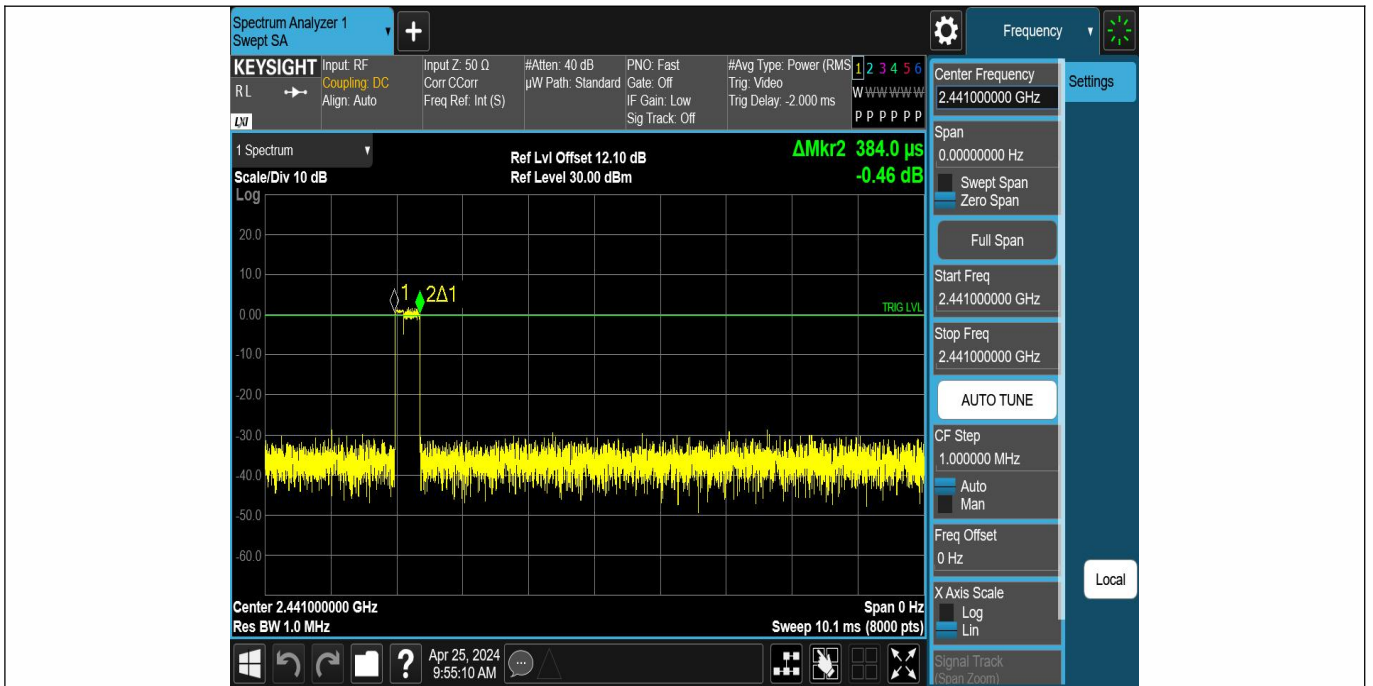 Spectrum Analyzer 1
Swept SA
Frequency
KEYSIGHT
RL
LXI
Input: RF
Coupling: DC
Align: Auto
Input Z: 50 Ω
Corr CCorr
Freq Ref: Int (S)
#Atten: 40 dB
µW Path: Standard
PNO: Fast
Gate: Off
IF Gain: Low
Sig Track: Off
#Avg Type: Power (RMS
Trig: Video
Trig Delay: -2.000 ms
1 2 3 4 5 6
W W W W W W
P P P P P P
1 Spectrum
Scale/Div 10 dB
Ref Lvl Offset 12.10 dB
Ref Level 30.00 dBm
ΔMkr2 384.0 µs
-0.46 dB
Log
20.0
10.0
0.00
-10.0
-20.0
-30.0
-40.0
-50.0
-60.0
1
2Δ1
TRIG LVL
Center 2.441000000 GHz
Res BW 1.0 MHz
Span 0 Hz
Sweep 10.1 ms (8000 pts)
Apr 25, 2024
9:55:10 AM
Center Frequency
2.441000000 GHz
Settings
Span
0.00000000 Hz
Swept Span
Zero Span
Full Span
Start Freq
2.441000000 GHz
Stop Freq
2.441000000 GHz
AUTO TUNE
CF Step
1.000000 MHz
Auto
Man
Freq Offset
0 Hz
X Axis Scale
Log
Lin
Signal Track
(Span Zoom)
Local